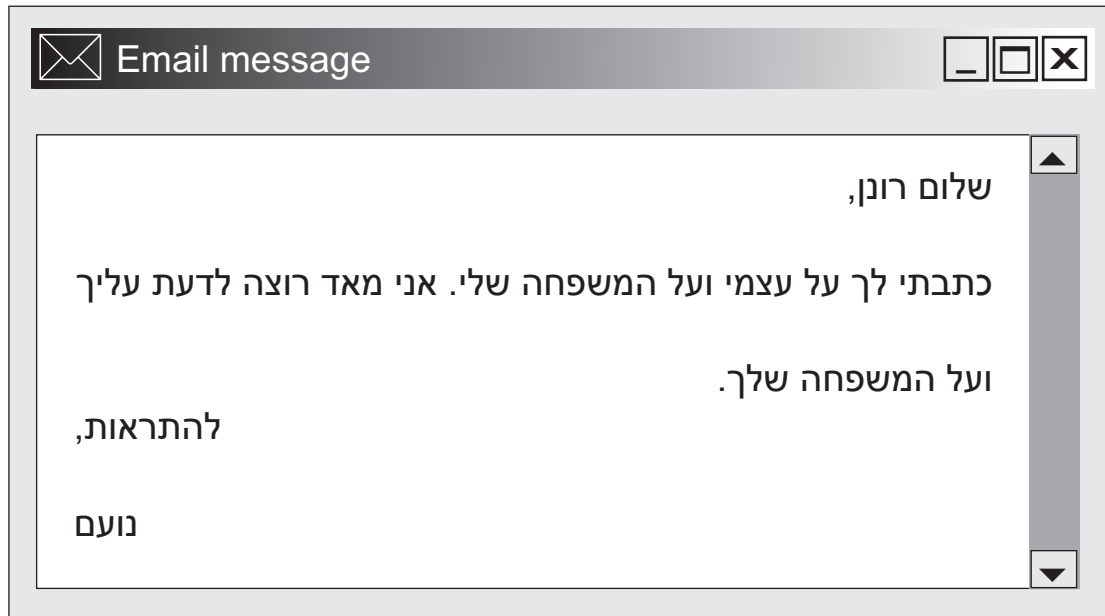 Email message
שלום רונן,
כתבתי לך על עצמי ועל המשפחה שלי. אני מאד רוצה לדעת עליך
ועל המשפחה שלך.
להתראות,
נועם